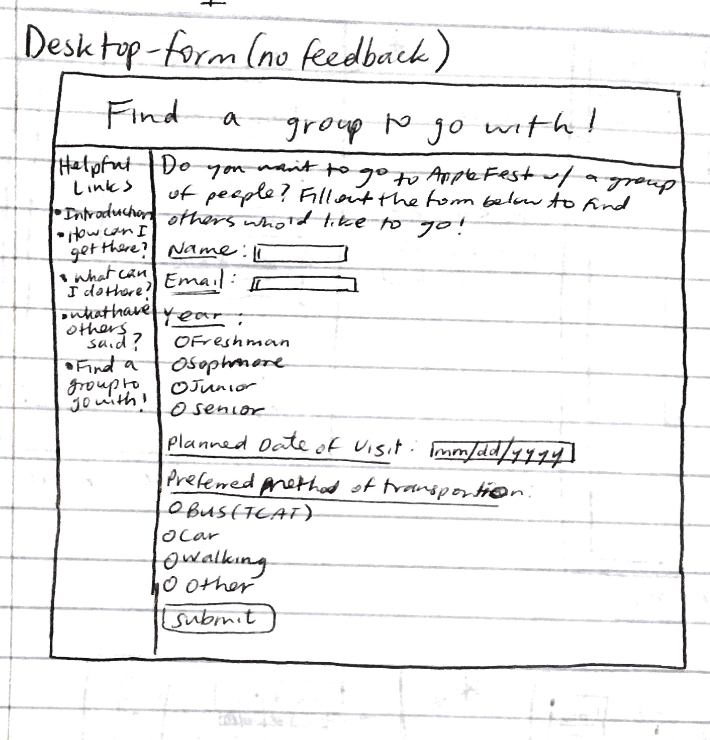 Desktop-form (no feedback)
Find a group to go with!
Helpful
Links
• Introduction
• How can I
get there?
• what can
I do there?
• what have
others
said?
• Find a
group to
go with!
Do you want to go to AppleFest w/ a group
of people? Fill out the form below to find
others who'd like to go!
Name:
Email:
Year:
Freshman
Sophmore
Junior
Senior
Planned Date of Visit: mm/dd/yyyy
Preferred method of transportion:
BUS (TCAT)
Car
Walking
Other
submit